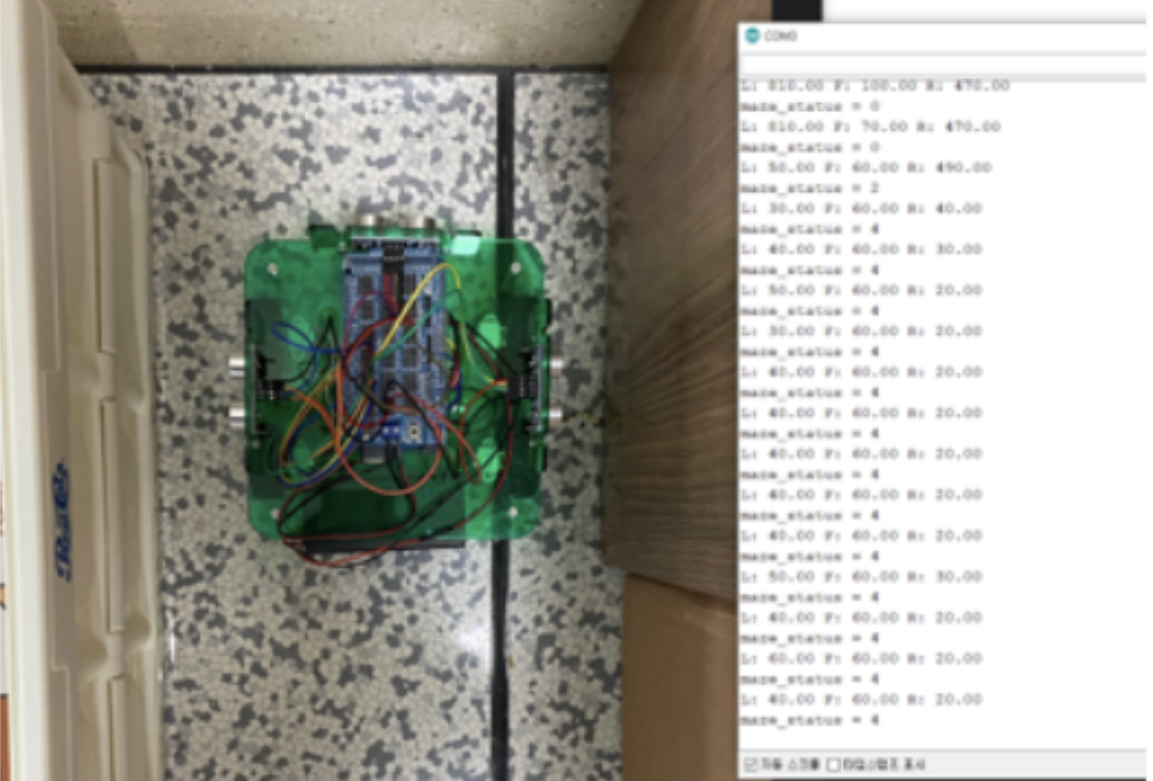 L: 810.00 F: 100.00 R: 470.00
maze_status = 0
L: 810.00 F: 70.00 R: 470.00
maze_status = 0
L: 50.00 F: 60.00 R: 490.00
maze_status = 2
L: 30.00 F: 60.00 R: 40.00
maze_status = 4
L: 40.00 F: 60.00 R: 30.00
maze_status = 4
L: 50.00 F: 60.00 R: 20.00
maze_status = 4
L: 30.00 F: 60.00 R: 20.00
maze_status = 4
L: 40.00 F: 60.00 R: 20.00
maze_status = 4
L: 40.00 F: 60.00 R: 20.00
maze_status = 4
L: 40.00 F: 60.00 R: 20.00
maze_status = 4
L: 40.00 F: 60.00 R: 20.00
maze_status = 4
L: 40.00 F: 60.00 R: 20.00
maze_status = 4
L: 50.00 F: 60.00 R: 30.00
maze_status = 4
L: 40.00 F: 60.00 R: 20.00
maze_status = 4
L: 60.00 F: 60.00 R: 20.00
maze_status = 4
L: 40.00 F: 60.00 R: 20.00
maze_status = 4
자동 스크롤 타임스탬프 표시